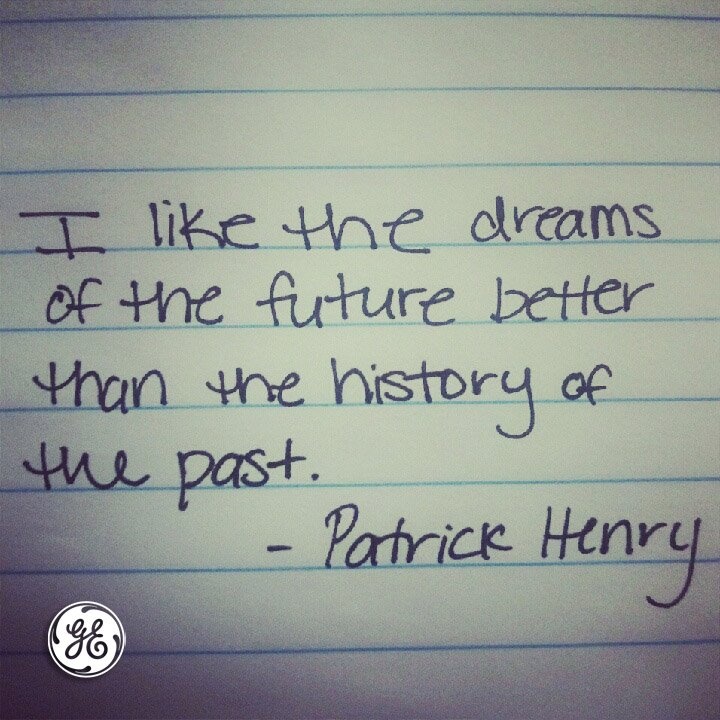 I like the dreams
of the future better
than the history of
the past.
- Patrick Henry
GE